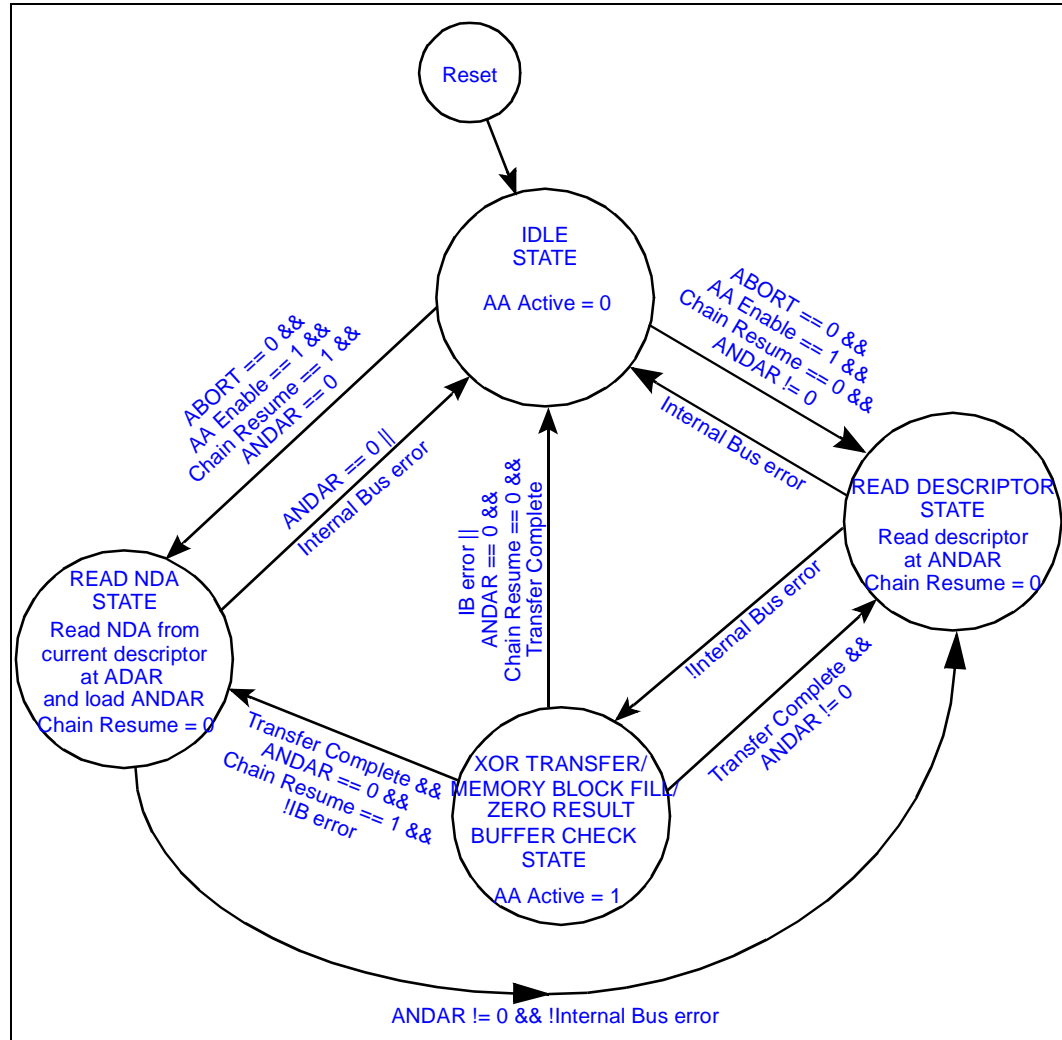 Reset
IDLE
STATE
AA Active = 0
ABORT == 0 &&
AA Enable == 1 &&
Chain Resume == 1 &&
ANDAR == 0
ABORT == 0 &&
AA Enable == 1 &&
Chain Resume == 0 &&
ANDAR != 0
ANDAR == 0 ||
Internal Bus error
Internal Bus error
IB error ||
ANDAR == 0 &&
Chain Resume == 0 &&
Transfer Complete
READ DESCRIPTOR
STATE
Read descriptor
at ANDAR
Chain Resume = 0
READ NDA
STATE
Read NDA from
current descriptor
at ADAR
and load ANDAR
Chain Resume = 0
!!Internal Bus error
Transfer Complete &&
ANDAR == 0 &&
Chain Resume == 1 &&
!IB error
Transfer Complete &&
ANDAR != 0
XOR TRANSFER/
MEMORY BLOCK FILL/
ZERO RESULT
BUFFER CHECK
STATE
AA Active = 1
ANDAR != 0 && !Internal Bus error